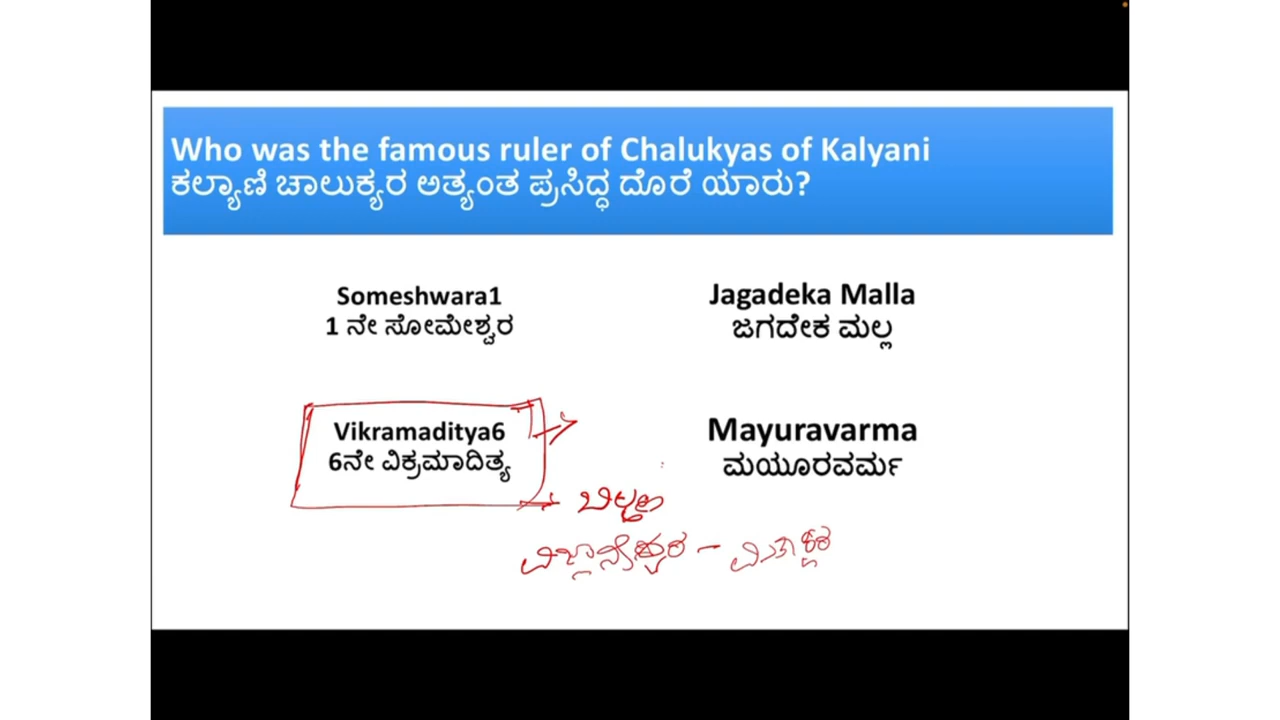 Who was the famous ruler of Chalukyas of Kalyani
ಕಲ್ಯಾಣಿ ಚಾಲುಕ್ಯರ ಅತ್ಯಂತ ಪ್ರಸಿದ್ಧ ದೊರೆ ಯಾರು?
Someshwara1
1 ನೇ ಸೋಮೇಶ್ವರ
Jagadeka Malla
ಜಗದೇಕ ಮಲ್ಲ
Vikramaditya6
6ನೇ ವಿಕ್ರಮಾದಿತ್ಯ
Mayuravarma
ಮಯೂರವರ್ಮ
ಬಿಲ್ಹಣ
ವಿಜ್ಞಾನೇಶ್ವರ - ಮಿತಾಕ್ಷರ